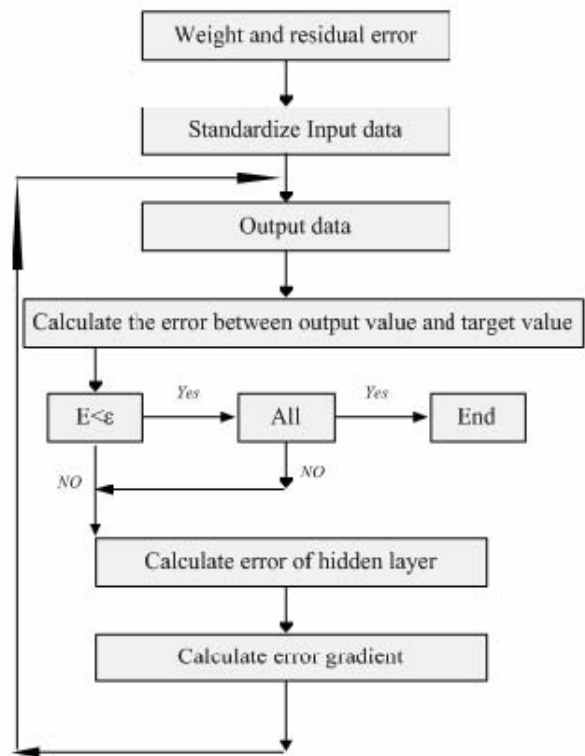 Weight and residual error
Standardize Input data
Output data
Calculate the error between output value and target value
E<ε
Yes
All
Yes
End
NO
NO
Calculate error of hidden layer
Calculate error gradient